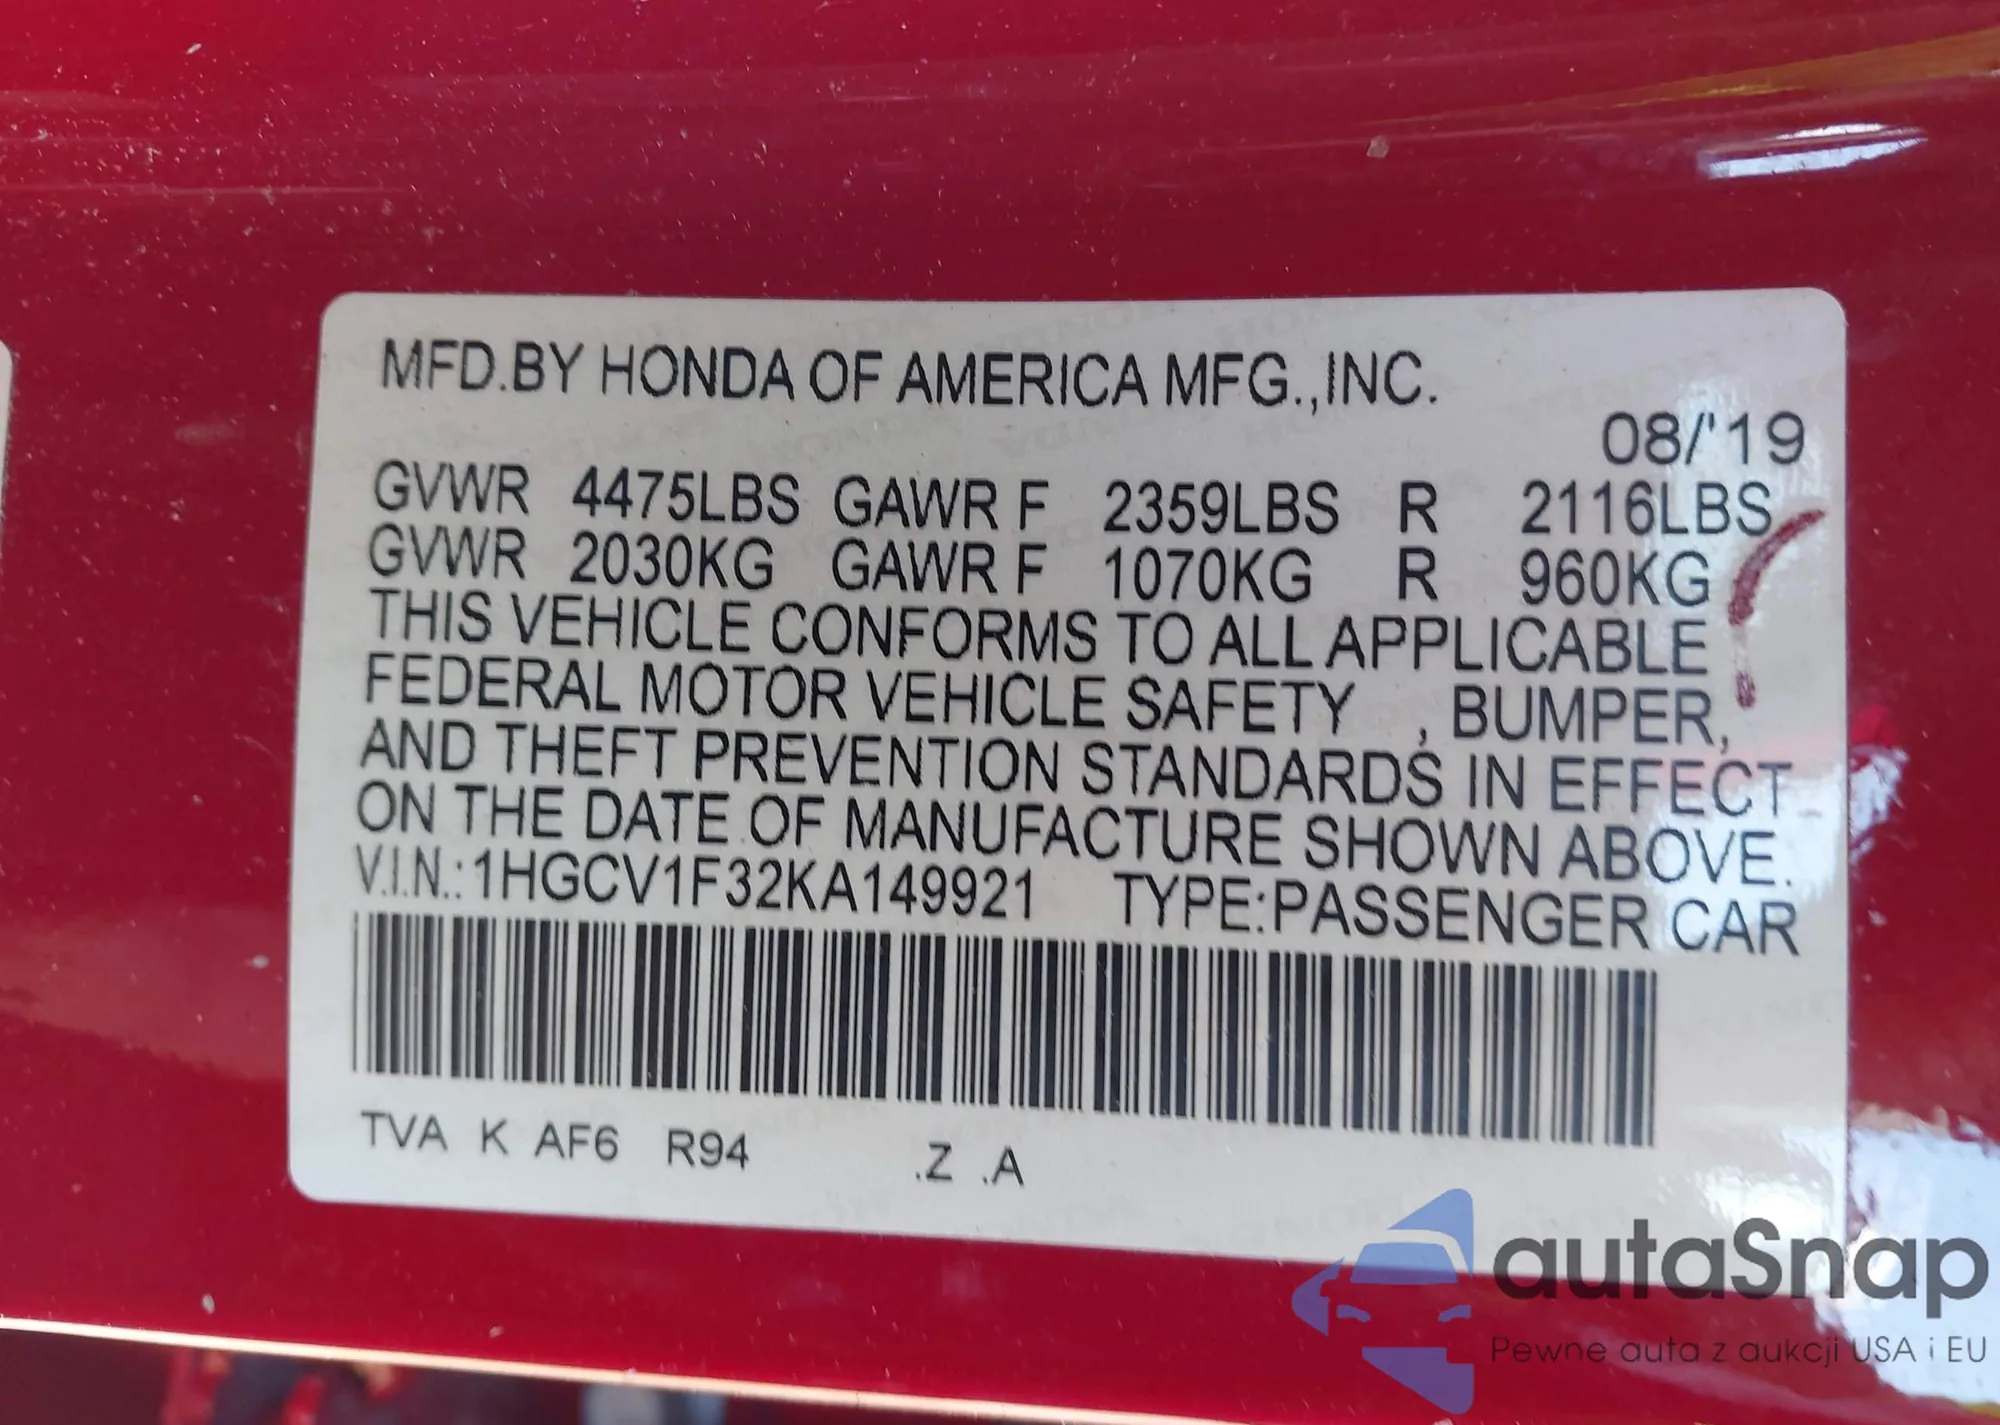 MFD.BY HONDA OF AMERICA MFG.,INC.
08/'19
GVWR 4475LBS GAWR F 2359LBS R 2116LBS
GVWR 2030KG GAWR F 1070KG R 960KG
THIS VEHICLE CONFORMS TO ALL APPLICABLE
FEDERAL MOTOR VEHICLE SAFETY , BUMPER,
AND THEFT PREVENTION STANDARDS IN EFFECT
ON THE DATE OF MANUFACTURE SHOWN ABOVE.
V.I.N.:1HGCV1F32KA149921 TYPE:PASSENGER CAR
TVA K AF6 R94 .Z .A
autaSnap
Pewne auta z aukcji USA i EU